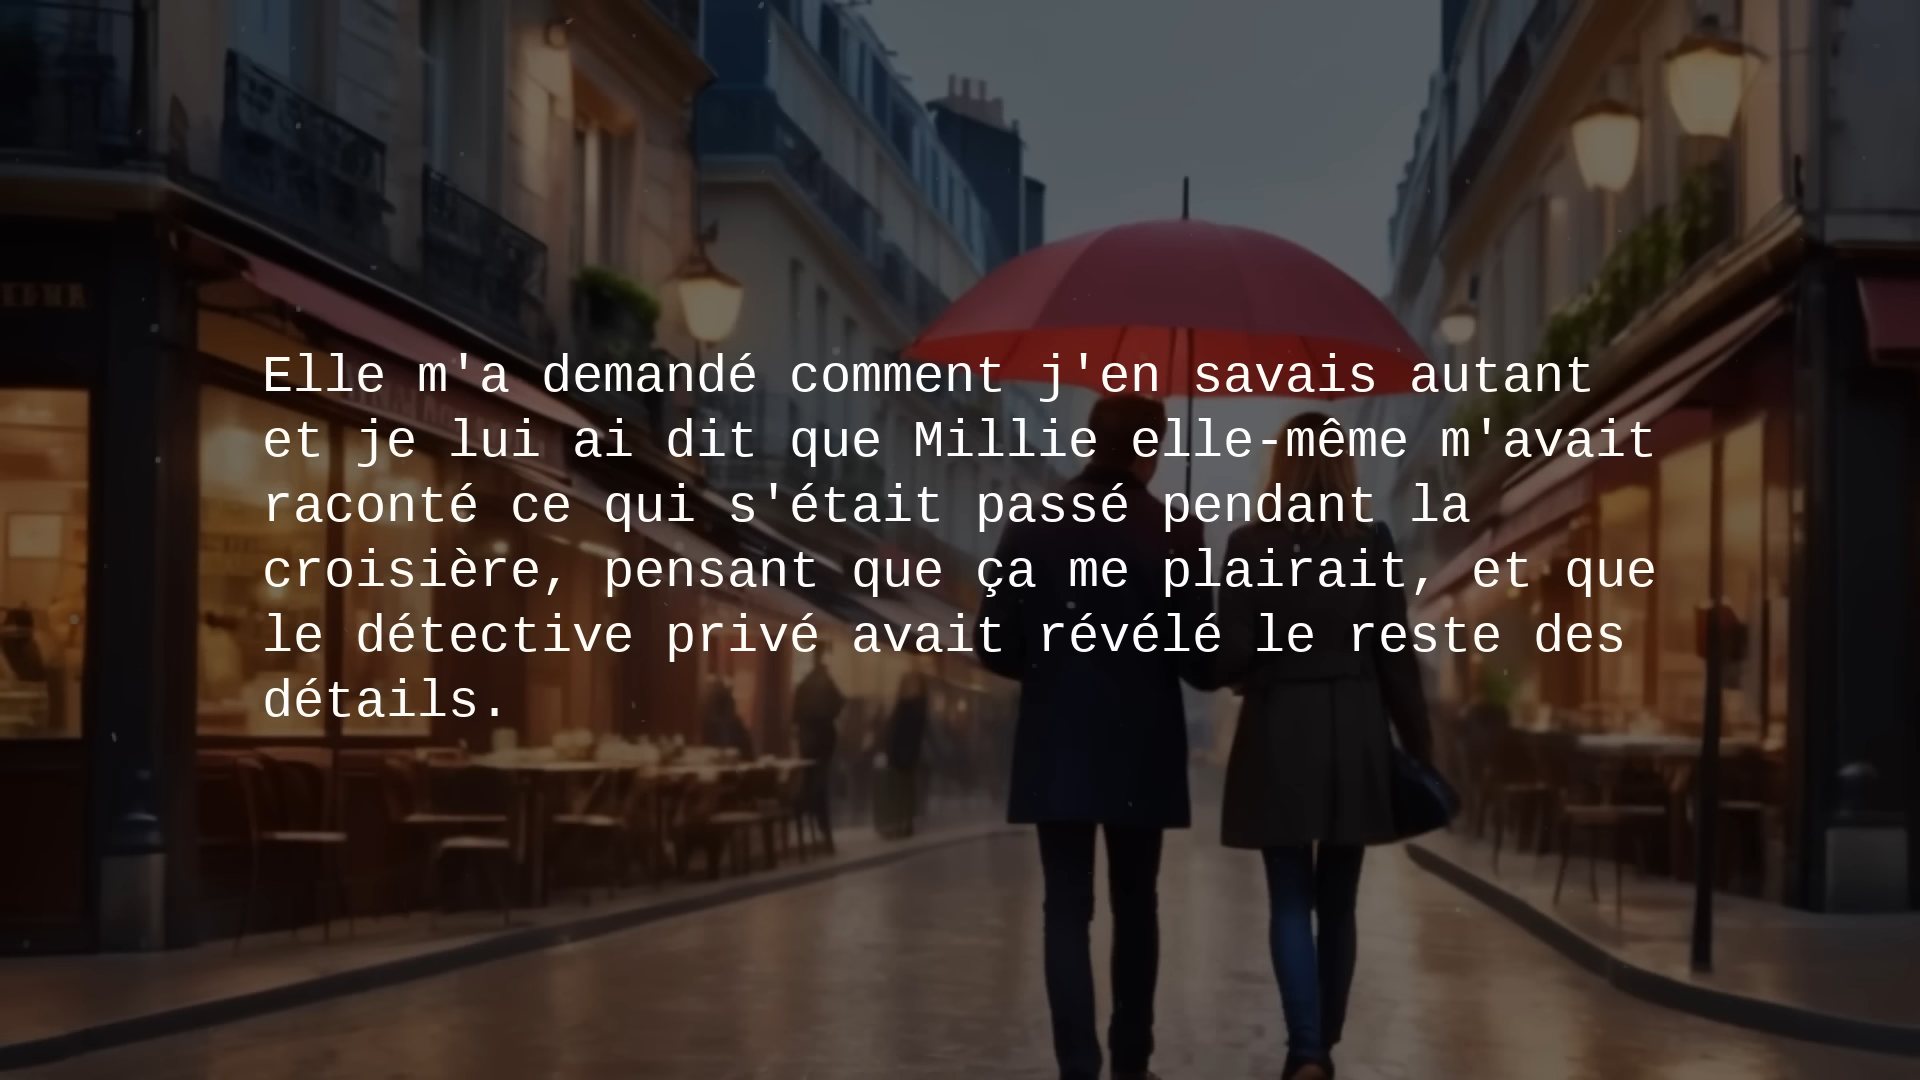 Elle m'a demandé comment j'en savais autant
et je lui ai dit que Millie elle-même m'avait
raconté ce qui s'était passé pendant la
croisière, pensant que ça me plairait, et que
le détective privé avait révélé le reste des
détails.